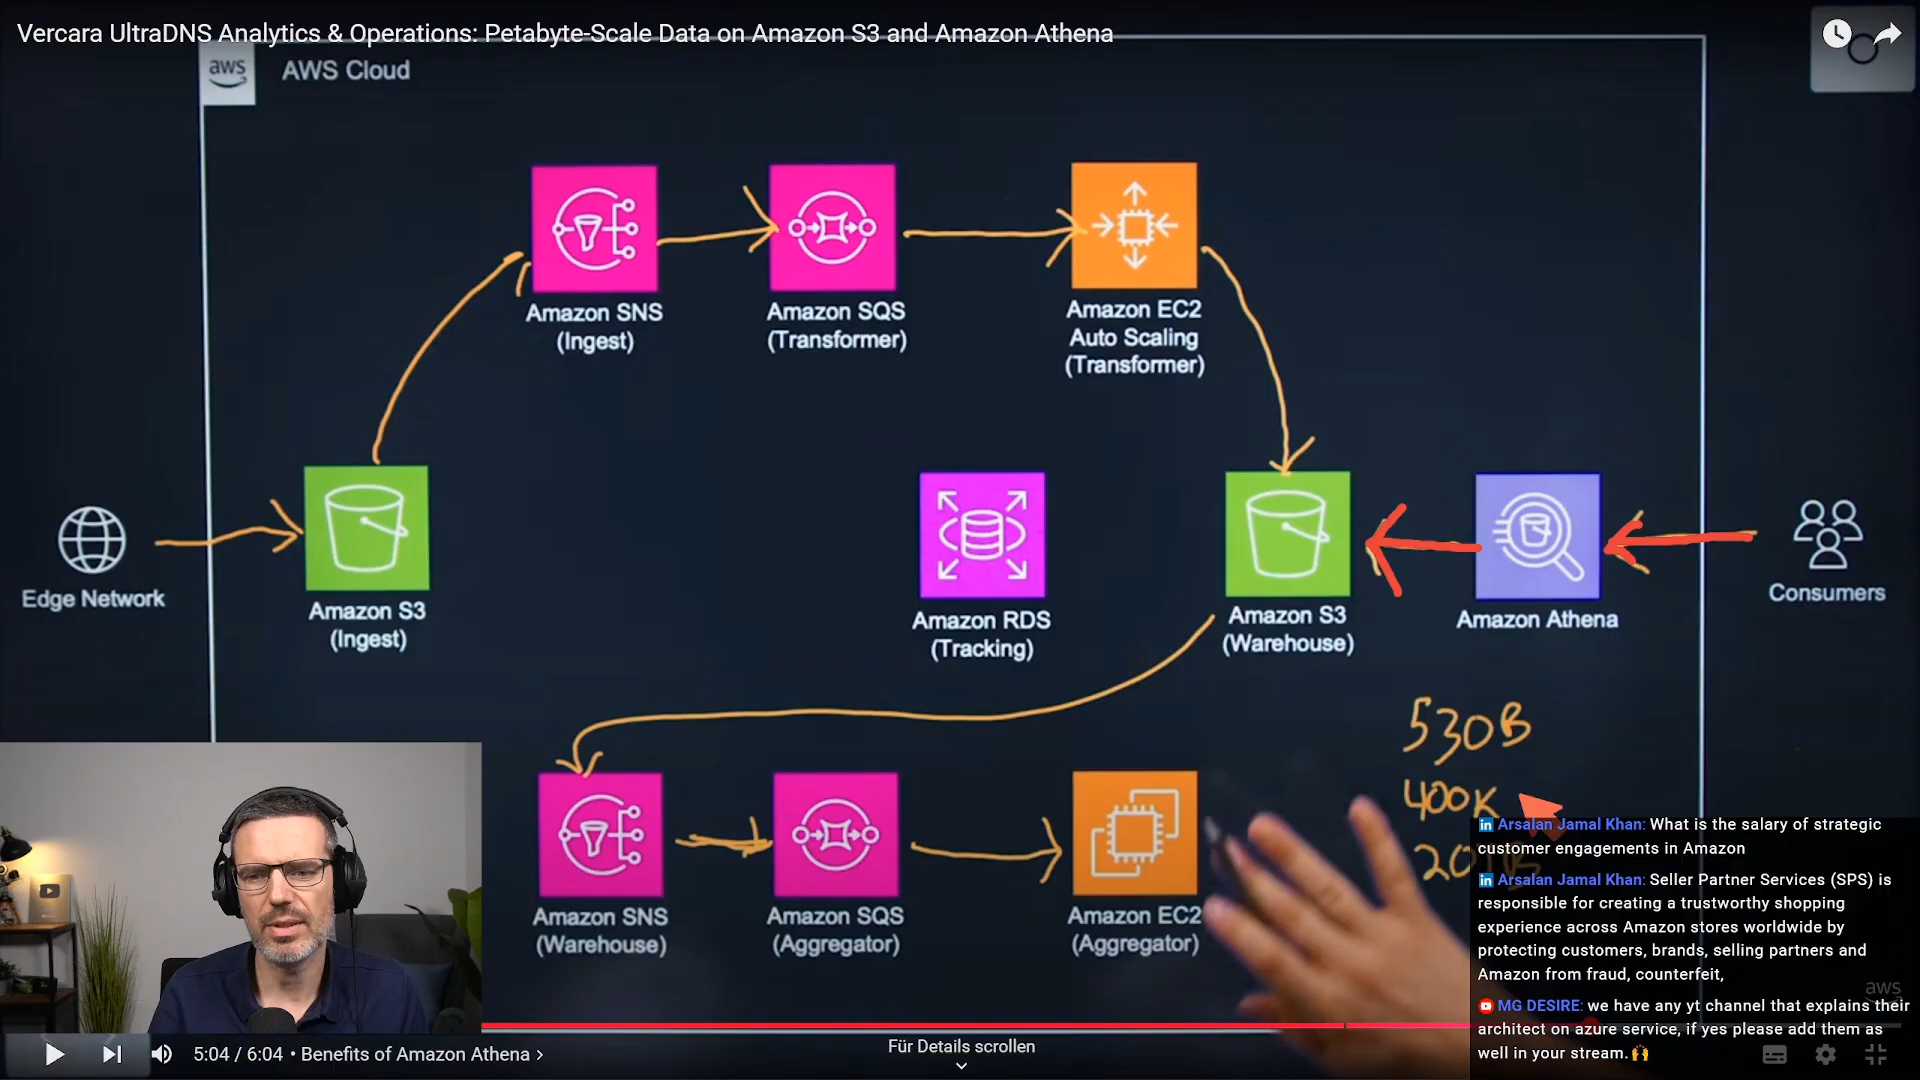 Vercara UltraDNS Analytics & Operations: Petabyte-Scale Data on Amazon S3 and Amazon Athena
aws
AWS Cloud
Amazon SNS
(Ingest)
Amazon SQS
(Transformer)
Amazon EC2
Auto Scaling
(Transformer)
Edge Network
Amazon S3
(Ingest)
Amazon RDS
(Tracking)
Amazon S3
(Warehouse)
Amazon Athena
Consumers
530B
400K
Amazon SNS
(Warehouse)
Amazon SQS
(Aggregator)
Amazon EC2
(Aggregator)
Arsalan Jamal Khan: What is the salary of strategic
customer engagements in Amazon
Arsalan Jamal Khan: Seller Partner Services (SPS) is
responsible for creating a trustworthy shopping
experience across Amazon stores worldwide by
protecting customers, brands, selling partners and
Amazon from fraud, counterfeit,
MG DESIRE: we have any yt channel that explains their
architect on azure service, if yes please add them as
well in your stream.🙌
aws
5:04 / 6:04 • Benefits of Amazon Athena
Für Details scrollen